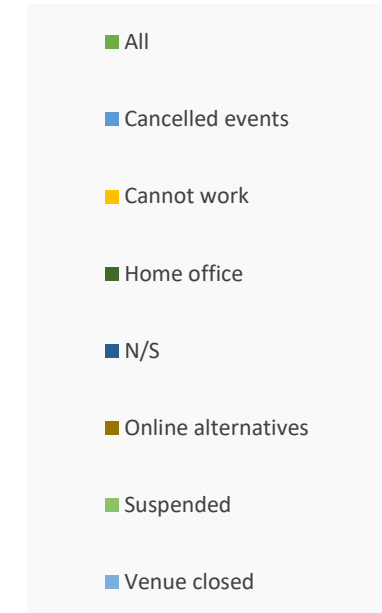 All
Cancelled events
Cannot work
Home office
N/S
Online alternatives
Suspended
Venue closed